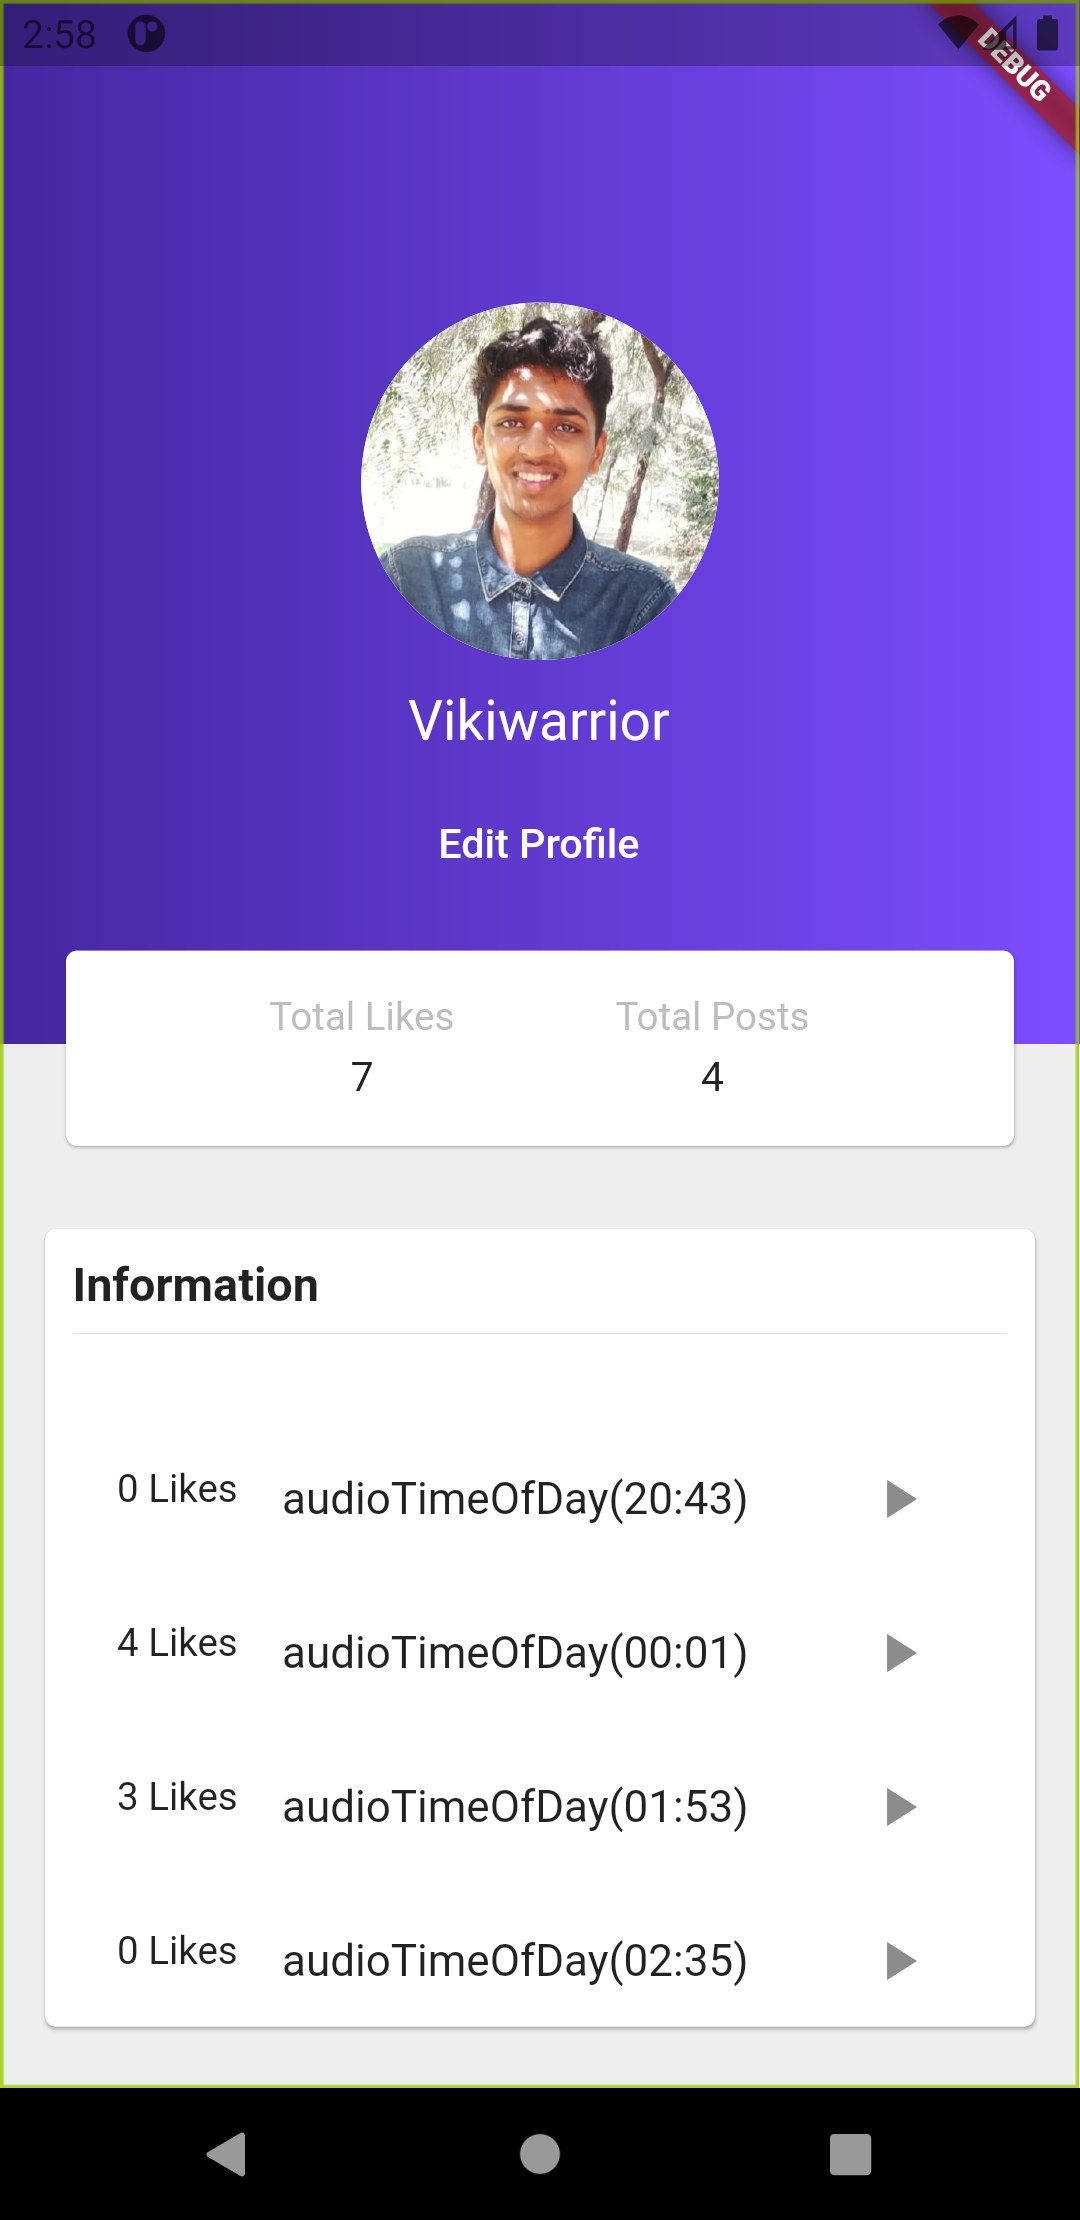 2:58
DEBUG
Vikiwarrior
Edit Profile
Total Likes Total Posts
7 4
Information
0 Likes audioTimeOfDay(20:43)
4 Likes audioTimeOfDay(00:01)
3 Likes audioTimeOfDay(01:53)
0 Likes audioTimeOfDay(02:35)